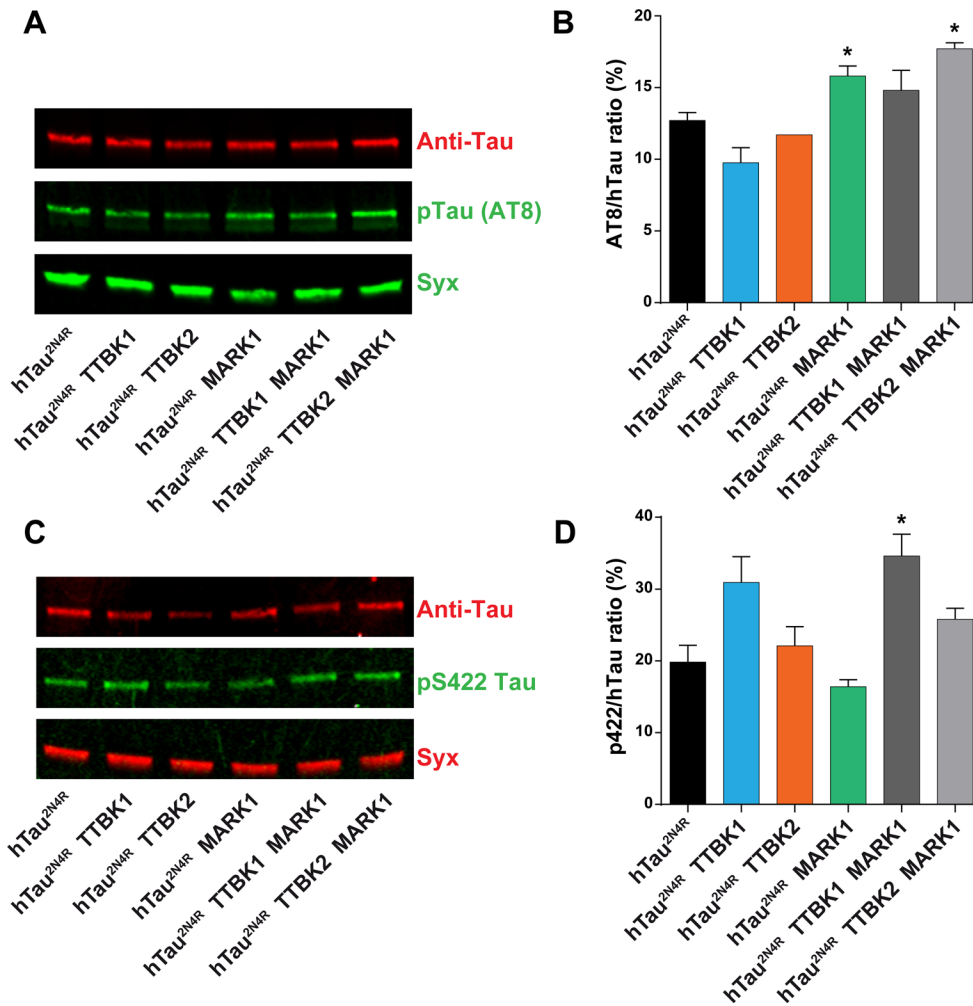 A
Anti-Tau
pTau (AT8)
Syx
hTau2N4R
hTau2N4R TTBK1
hTau2N4R TTBK2
hTau2N4R MARK1
hTau2N4R TTBK1 MARK1
hTau2N4R TTBK2 MARK1
B
AT8/hTau ratio (%)
20
15
10
5
0
*
*
hTau2N4R
hTau2N4R TTBK1
hTau2N4R TTBK2
hTau2N4R MARK1
hTau2N4R TTBK1 MARK1
hTau2N4R TTBK2 MARK1
C
Anti-Tau
pS422 Tau
Syx
hTau2N4R
hTau2N4R TTBK1
hTau2N4R TTBK2
hTau2N4R MARK1
hTau2N4R TTBK1 MARK1
hTau2N4R TTBK2 MARK1
D
p422/hTau ratio (%)
40
30
20
10
0
*
hTau2N4R
hTau2N4R TTBK1
hTau2N4R TTBK2
hTau2N4R MARK1
hTau2N4R TTBK1 MARK1
hTau2N4R TTBK2 MARK1